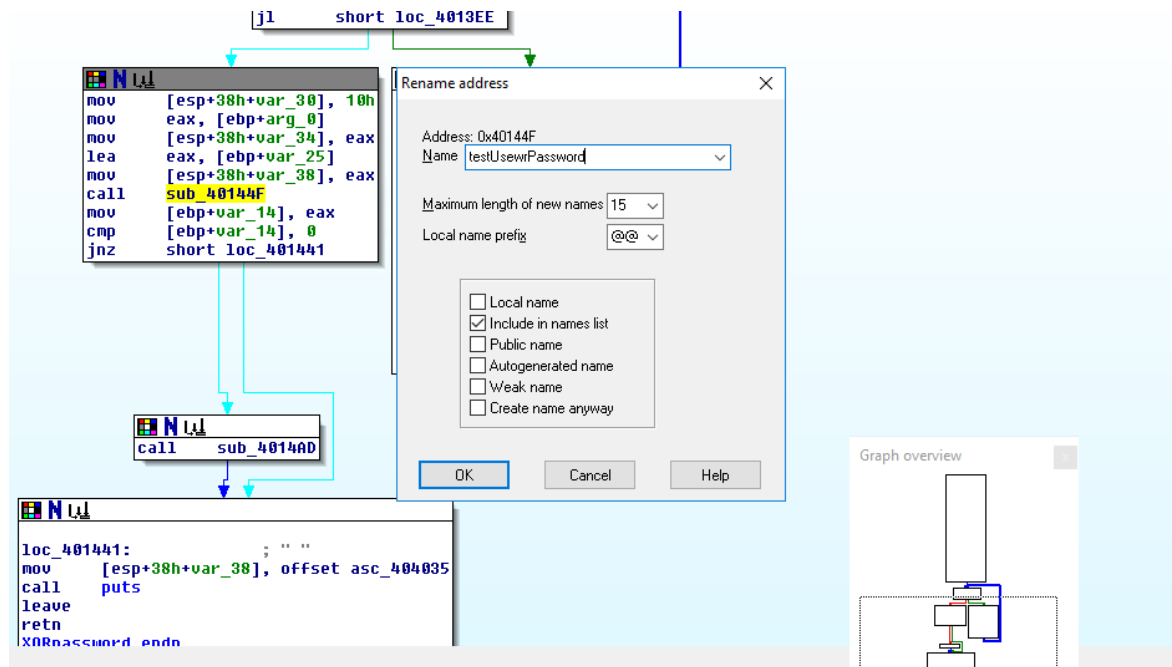 jl short loc_4013EE
mov [esp+38h+var_30], 10h
mov eax, [ebp+arg_0]
mov [esp+38h+var_34], eax
lea eax, [ebp+var_25]
mov [esp+38h+var_38], eax
call sub_40144F
mov [ebp+var_14], eax
cmp [ebp+var_14], 0
jnz short loc_401441
Rename address
Address: 0x40144F
Name testUsewrPassword
Maximum length of new names 15
Local name prefix @@
Local name
Include in names list
Public name
Autogenerated name
Weak name
Create name anyway
OK Cancel Help
call sub_4014AD
Graph overview
loc_401441: ; " "
mov [esp+38h+var_38], offset asc_404035
call puts
leave
retn
XORpassword endp